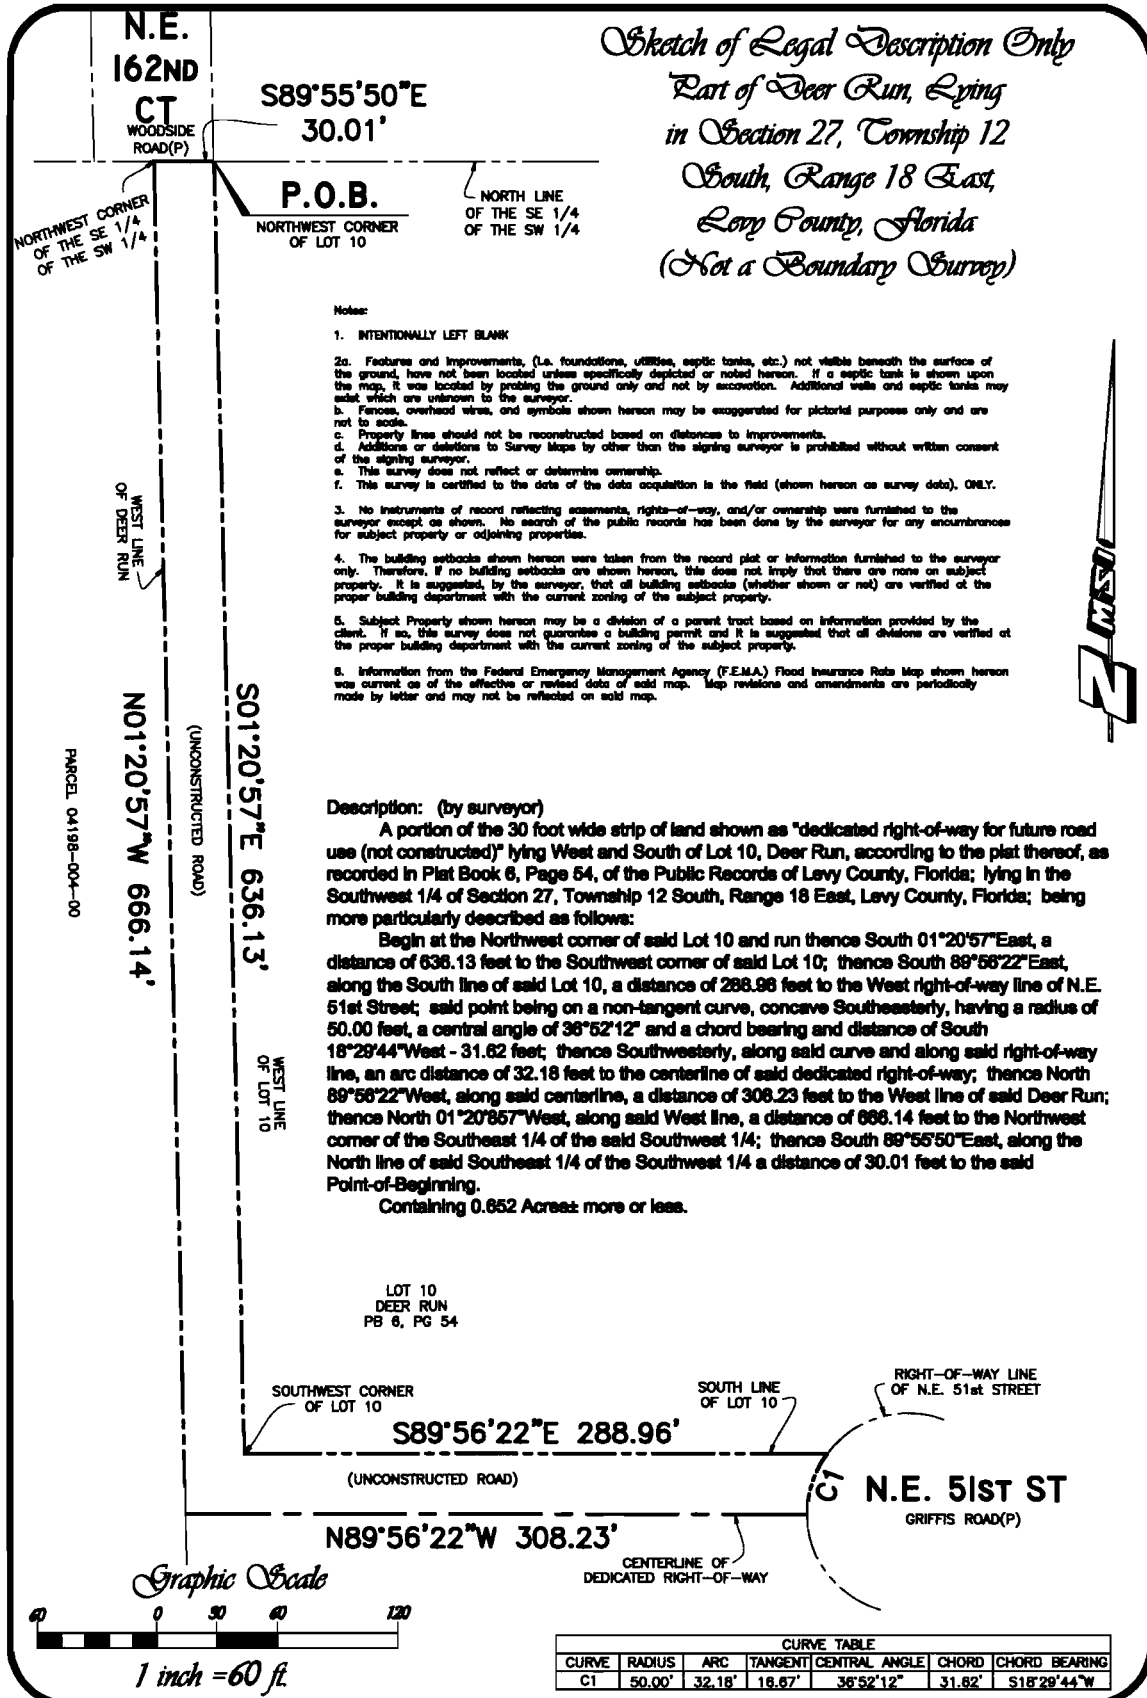 N.E.
162ND
CT
WOODSIDE
ROAD(P)
S89°55'50"E
30.01'
Sketch of Legal Description Only
Part of Deer Run, Lying
in Section 27, Township 12
South, Range 18 East,
Levy County, Florida
(Not a Boundary Survey)
P.O.B.
NORTHWEST CORNER
OF LOT 10
NORTH LINE
OF THE SE 1/4
OF THE SW 1/4
NORTHWEST CORNER
OF THE SE 1/4
OF THE SW 1/4
Notes:
1. INTENTIONALLY LEFT BLANK
2a. Features and improvements, (i.e. foundations, utilities, septic tanks, etc.) not visible beneath the surface of
the ground, have not been located unless specifically depicted or noted hereon. If a septic tank is shown upon
the map, it was located by probing the ground only and not by excavation. Additional wells and septic tanks may
exist which are unknown to the surveyor.
b. Fences, overhead wires, and symbols shown hereon may be exaggerated for pictorial purposes only and are
not to scale.
c. Property lines should not be reconstructed based on distances to improvements.
d. Additions or deletions to Survey Maps by other than the signing surveyor is prohibited without written consent
of the signing surveyor.
e. This survey does not reflect or determine ownership.
f. This survey is certified to the date of the data acquisition is the field (shown hereon as survey data), ONLY.
3. No instruments of record reflecting easements, rights-of-way, and/or ownership were furnished to the
surveyor except as shown. No search of the public records has been done by the surveyor for any encumbrances
for subject property or adjoining properties.
4. The building setbacks shown hereon were taken from the record plat or information furnished to the surveyor
only. Therefore, if no building setbacks are shown hereon, this does not imply that there are none on subject
property. It is suggested, by the surveyor, that all building setbacks (whether shown or not) are verified at the
proper building department with the current zoning of the subject property.
5. Subject Property shown hereon may be a division of a parent tract based on information provided by the
client. If so, this survey does not guarantee a building permit and it is suggested that all divisions are verified at
the proper building department with the current zoning of the subject property.
6. Information from the Federal Emergency Management Agency (F.E.M.A.) Flood Insurance Rate Map shown hereon
was current as of the effective or revised data of said map. Map revisions and amendments are periodically
made by letter and may not be reflected on said map.
WEST LINE
OF DEER RUN
MSI
N
N01°20'57"W 666.14'
(UNCONSTRUCTED ROAD)
S01°20'57"E 636.13'
PARCEL 04198-004-00
WEST LINE
OF LOT 10
Description: (by surveyor)
A portion of the 30 foot wide strip of land shown as "dedicated right-of-way for future road
use (not constructed)" lying West and South of Lot 10, Deer Run, according to the plat thereof, as
recorded in Plat Book 6, Page 54, of the Public Records of Levy County, Florida; lying in the
Southwest 1/4 of Section 27, Township 12 South, Range 18 East, Levy County, Florida; being
more particularly described as follows:
Begin at the Northwest corner of said Lot 10 and run thence South 01°20'57"East, a
distance of 636.13 feet to the Southwest corner of said Lot 10; thence South 89°56'22"East,
along the South line of said Lot 10, a distance of 288.96 feet to the West right-of-way line of N.E.
51st Street; said point being on a non-tangent curve, concave Southeasterly, having a radius of
50.00 feet, a central angle of 36°52'12" and a chord bearing and distance of South
18°29'44"West - 31.62 feet; thence Southwesterly, along said curve and along said right-of-way
line, an arc distance of 32.18 feet to the centerline of said dedicated right-of-way; thence North
89°56'22"West, along said centerline, a distance of 308.23 feet to the West line of said Deer Run;
thence North 01°20'857"West, along said West line, a distance of 666.14 feet to the Northwest
corner of the Southeast 1/4 of the said Southwest 1/4; thence South 89°55'50"East, along the
North line of said Southeast 1/4 of the Southwest 1/4 a distance of 30.01 feet to the said
Point-of-Beginning.
Containing 0.652 Acres± more or less.
LOT 10
DEER RUN
PB 6, PG 54
SOUTHWEST CORNER
OF LOT 10
SOUTH LINE
OF LOT 10
RIGHT-OF-WAY LINE
OF N.E. 51st STREET
S89°56'22"E 288.96'
(UNCONSTRUCTED ROAD)
C1
N.E. 51ST ST
GRIFFIS ROAD(P)
N89°56'22"W 308.23'
CENTERLINE OF
DEDICATED RIGHT-OF-WAY
Graphic Scale
60 0 30 60 120
1 inch = 60 ft.
CURVE TABLE
CURVE RADIUS ARC TANGENT CENTRAL ANGLE CHORD CHORD BEARING
C1 50.00' 32.18' 16.67' 36°52'12" 31.62' S18°29'44"W